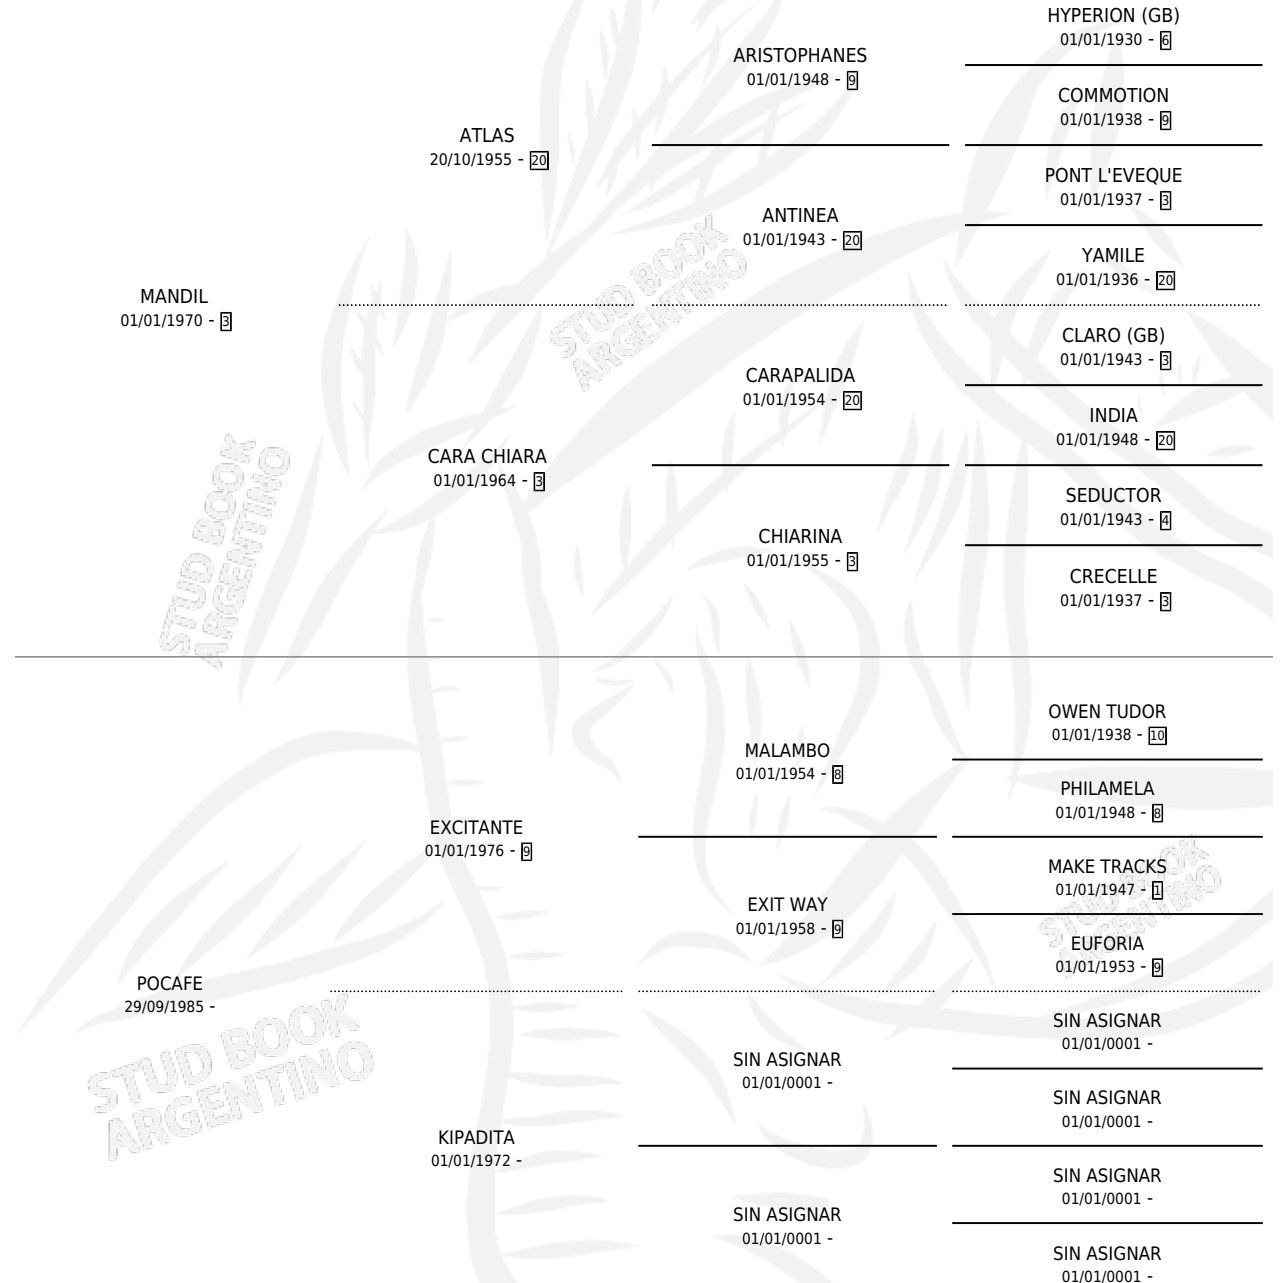 HYPERION (GB)
01/01/1930 - 6
ARISTOPHANES
01/01/1948 - 9
COMMOTION
01/01/1938 - 9
ATLAS
20/10/1955 - 20
PONT L'EVEQUE
01/01/1937 - 3
ANTINEA
01/01/1943 - 20
YAMILE
01/01/1936 - 20
MANDIL
01/01/1970 - 3
STUD BOOK
ARGENTINO
CLARO (GB)
01/01/1943 - 3
CARAPALIDA
01/01/1954 - 20
INDIA
01/01/1948 - 20
CARA CHIARA
01/01/1964 - 3
SEDUCTOR
01/01/1943 - 4
CHIARINA
01/01/1955 - 3
CRECELLE
01/01/1937 - 3
STUD BOOK
ARGENTINO
OWEN TUDOR
01/01/1938 - 10
MALAMBO
01/01/1954 - 8
PHILAMELA
01/01/1948 - 8
EXCITANTE
01/01/1976 - 9
MAKE TRACKS
01/01/1947 - 1
EXIT WAY
01/01/1958 - 9
EUFORIA
01/01/1953 - 9
STUD BOOK
ARGENTINO
POCAFE
29/09/1985 -
SIN ASIGNAR
01/01/0001 -
SIN ASIGNAR
01/01/0001 -
SIN ASIGNAR
01/01/0001 -
STUD BOOK
ARGENTINO
KIPADITA
01/01/1972 -
SIN ASIGNAR
01/01/0001 -
SIN ASIGNAR
01/01/0001 -
SIN ASIGNAR
01/01/0001 -